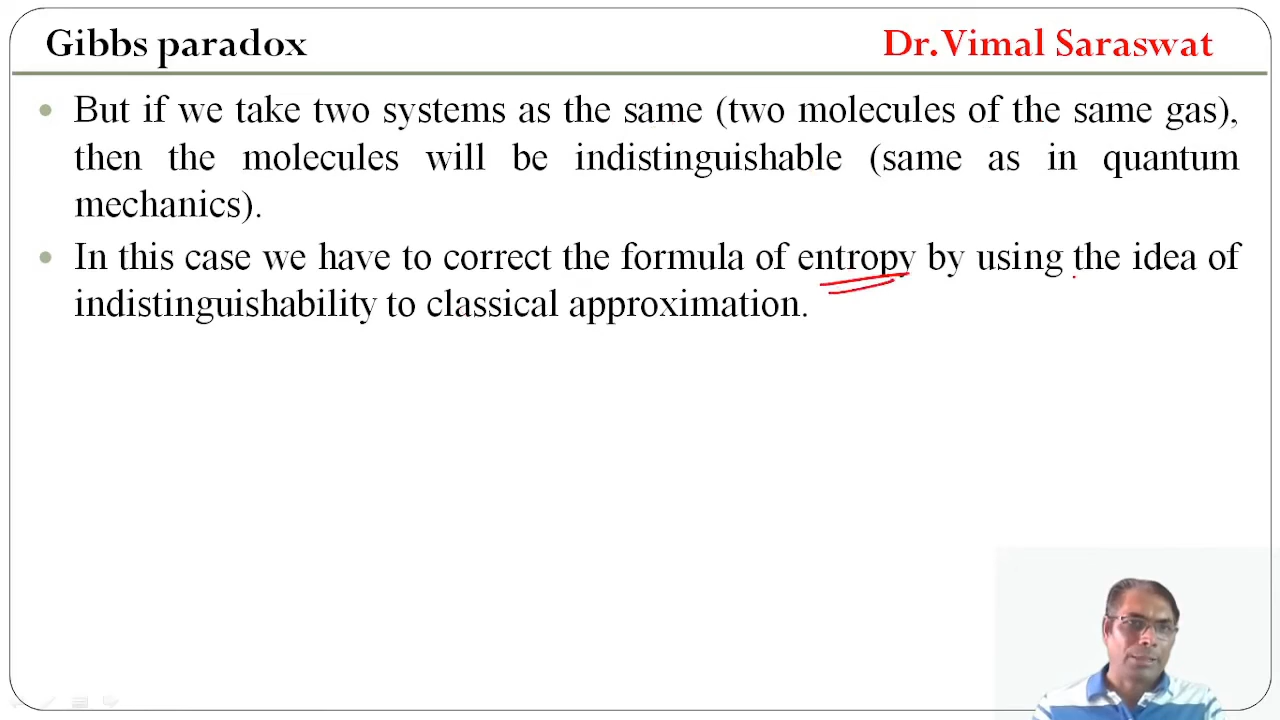 Gibbs paradox
Dr.Vimal Saraswat
But if we take two systems as the same (two molecules of the same gas),
then the molecules will be indistinguishable (same as in quantum
mechanics).
In this case we have to correct the formula of entropy by using the idea of
indistinguishability to classical approximation.